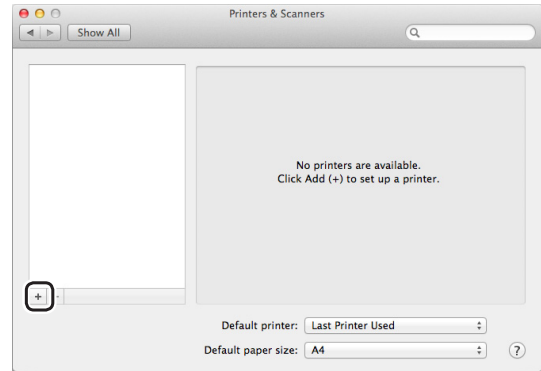 Printers & Scanners
Show All
No printers are available.
Click Add (+) to set up a printer.
+ -
Default printer: Last Printer Used
Default paper size: A4 ?